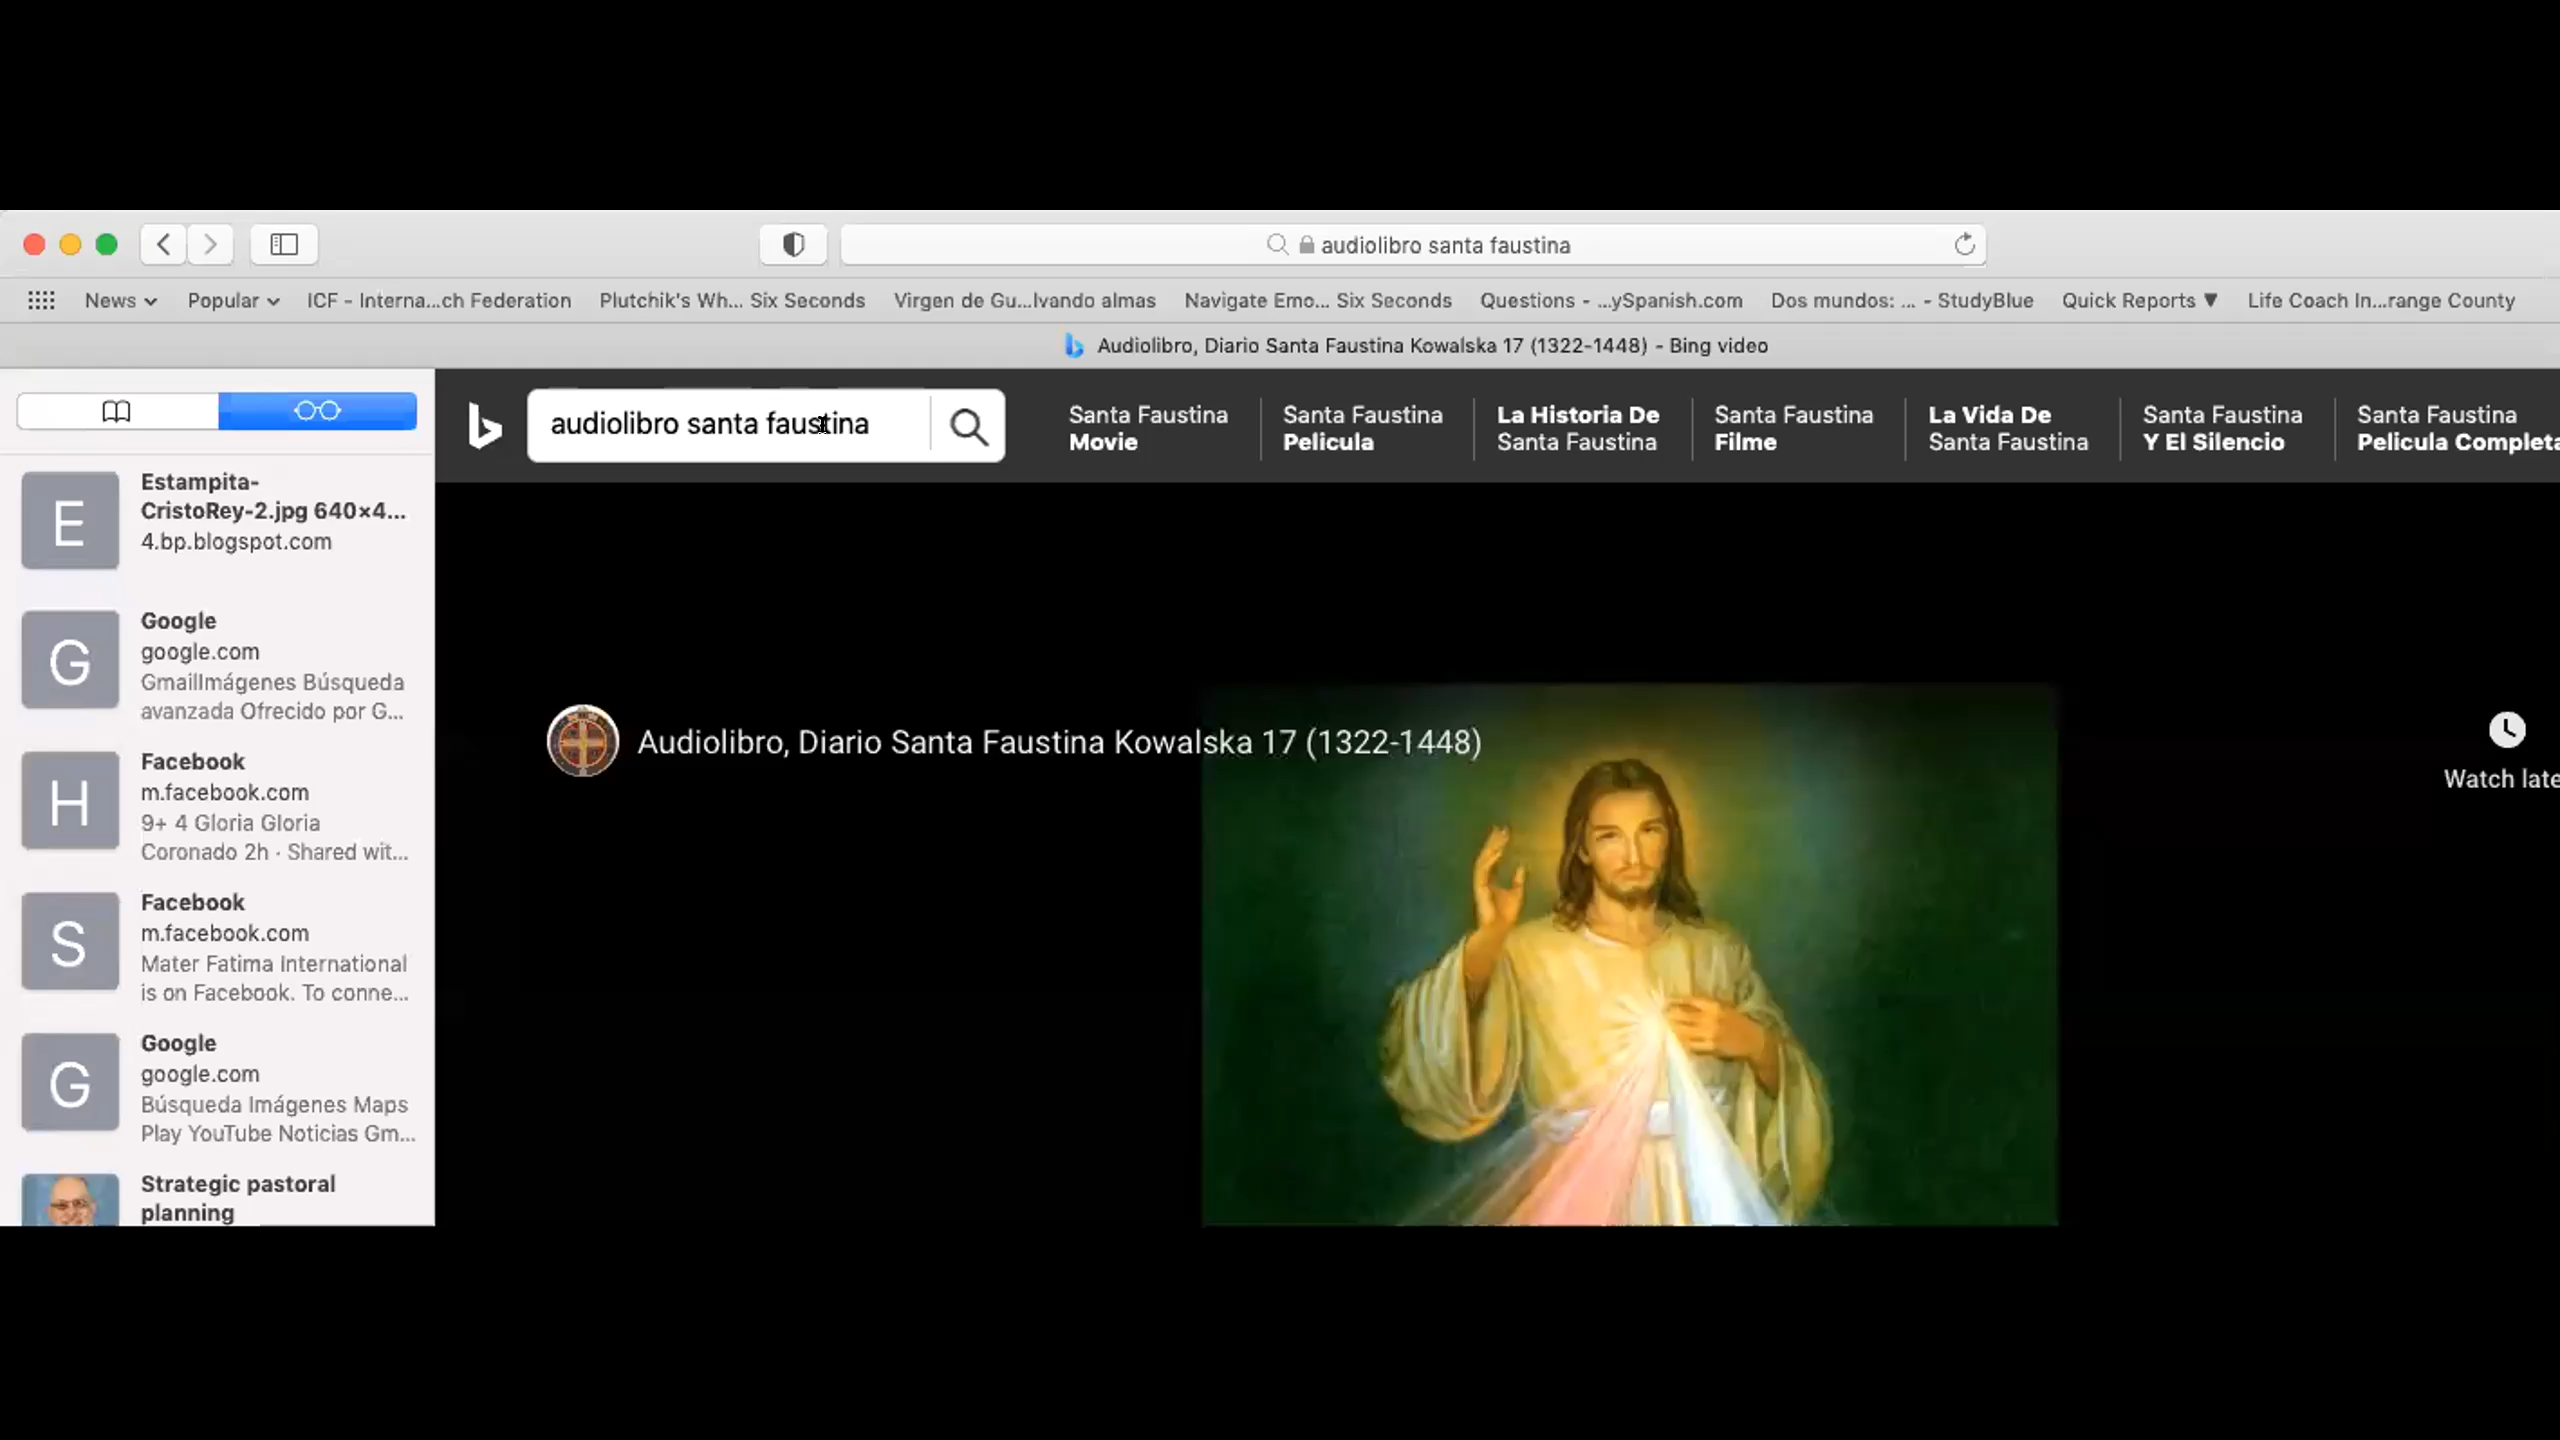 audiolibro santa faustina
News
Popular
ICF - Interna...ch Federation
Plutchik's Wh... Six Seconds
Virgen de Gu...lvando almas
Navigate Emo... Six Seconds
Questions - ...ySpanish.com
Dos mundos: ... - StudyBlue
Quick Reports ▼
Life Coach In...range County
Audiolibro, Diario Santa Faustina Kowalska 17 (1322-1448) - Bing video
audiolibro santa faustina
Santa Faustina
Movie
Santa Faustina
Pelicula
La Historia De
Santa Faustina
Santa Faustina
Filme
La Vida De
Santa Faustina
Santa Faustina
Y El Silencio
Santa Faustina
Pelicula Completa
E
Estampita-
CristoRey-2.jpg 640×4...
4.bp.blogspot.com
G
Google
google.com
GmailImágenes Búsqueda
avanzada Ofrecido por G...
H
Facebook
m.facebook.com
9+ 4 Gloria Gloria
Coronado 2h · Shared wit...
S
Facebook
m.facebook.com
Mater Fatima International
is on Facebook. To conne...
G
Google
google.com
Búsqueda Imágenes Maps
Play YouTube Noticias Gm...
Strategic pastoral
planning
Audiolibro, Diario Santa Faustina Kowalska 17 (1322-1448)
Watch late